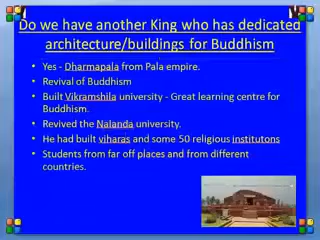 Do we have another King who has dedicated
architecture/buildings for Buddhism
• Yes - Dharmapala from Pala empire.
• Revival of Buddhism
• Built Vikramshila university - Great learning centre for
Buddhism.
• Revived the Nalanda university.
• He had built viharas and some 50 religious institutons
• Students from far off places and from different
countries.